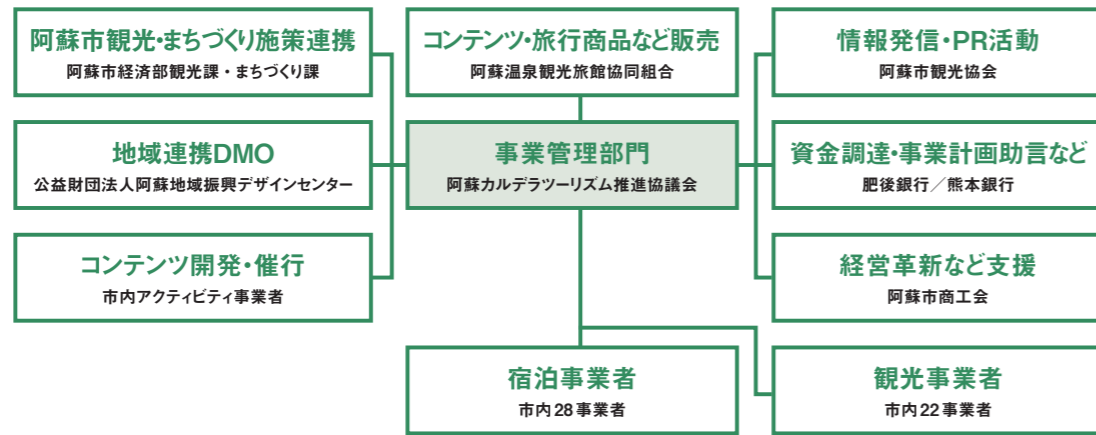 阿蘇市観光・まちづくり施策連携
阿蘇市経済部観光課・まちづくり課
コンテンツ・旅行商品など販売
阿蘇温泉観光旅館協同組合
情報発信・PR活動
阿蘇市観光協会
地域連携DMO
公益財団法人阿蘇地域振興デザインセンター
事業管理部門
阿蘇カルデラツーリズム推進協議会
資金調達・事業計画助言など
肥後銀行／熊本銀行
コンテンツ開発・催行
市内アクティビティ事業者
経営革新など支援
阿蘇市商工会
宿泊事業者
市内28事業者
観光事業者
市内22事業者